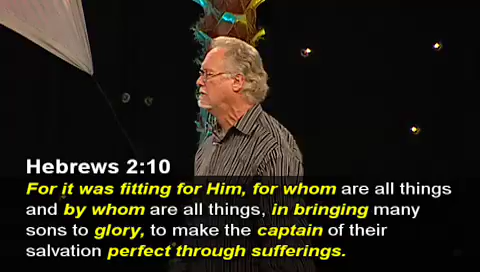 Hebrews 2:10
For it was fitting for Him, for whom are all things
and by whom are all things, in bringing many
sons to glory, to make the captain of their
salvation perfect through sufferings.